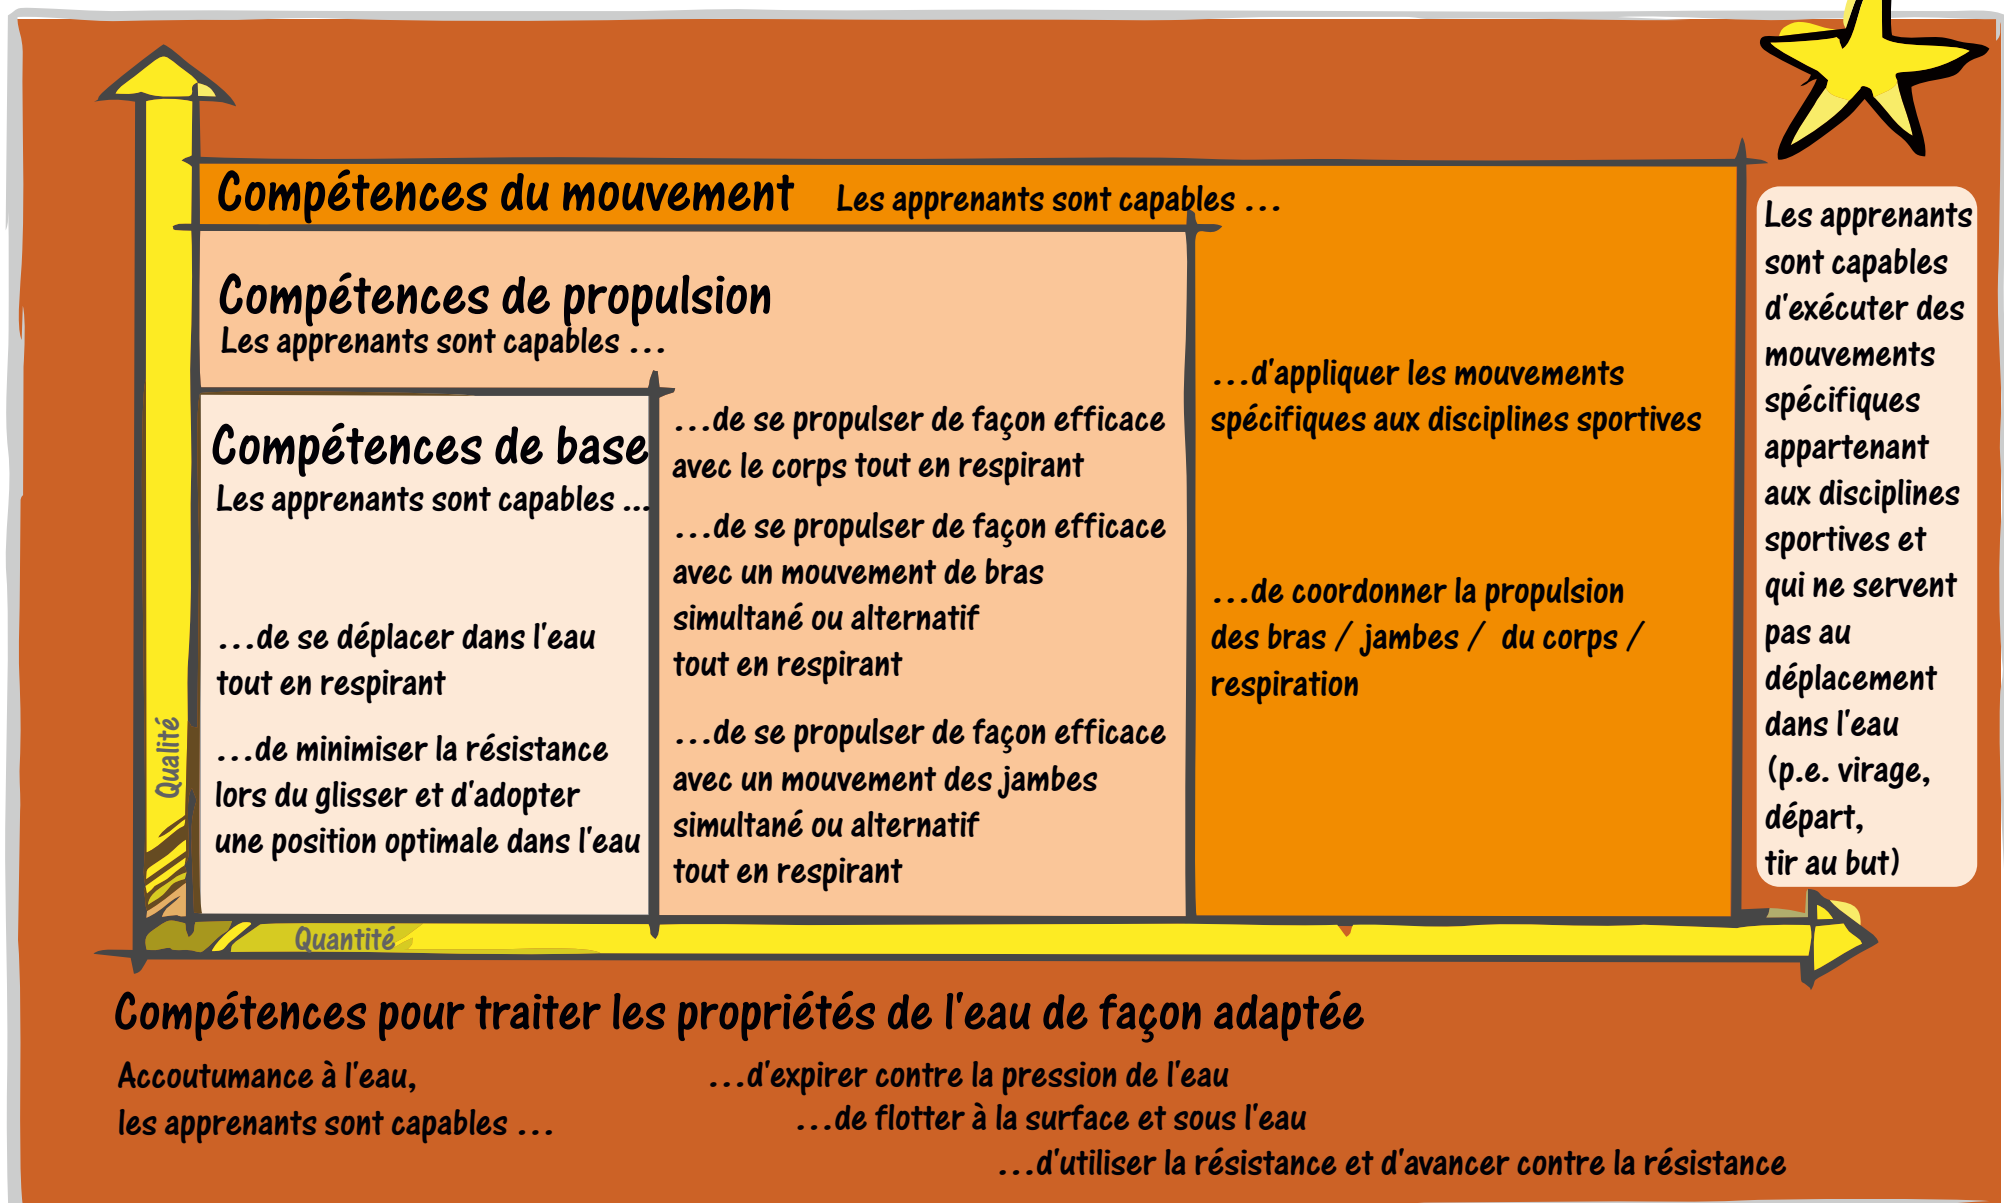 Compétences du mouvement Les apprenants sont capables ...
Compétences de propulsion
Les apprenants sont capables ...
Compétences de base
Les apprenants sont capables ...
...de se déplacer dans l'eau
tout en respirant
...de minimiser la résistance
lors du glisser et d'adopter
une position optimale dans l'eau
...de se propulser de façon efficace
avec le corps tout en respirant
...de se propulser de façon efficace
avec un mouvement de bras
simultané ou alternatif
tout en respirant
...de se propulser de façon efficace
avec un mouvement des jambes
simultané ou alternatif
tout en respirant
...d'appliquer les mouvements
spécifiques aux disciplines sportives
...de coordonner la propulsion
des bras / jambes / du corps /
respiration
Les apprenants
sont capables
d'exécuter des
mouvements
spécifiques
appartenant
aux disciplines
sportives et
qui ne servent
pas au
déplacement
dans l'eau
(p.e. virage,
départ,
tir au but)
Qualité
Quantité
Compétences pour traiter les propriétés de l'eau de façon adaptée
Accoutumance à l'eau,
les apprenants sont capables ...
...d'expirer contre la pression de l'eau
...de flotter à la surface et sous l'eau
...d'utiliser la résistance et d'avancer contre la résistance